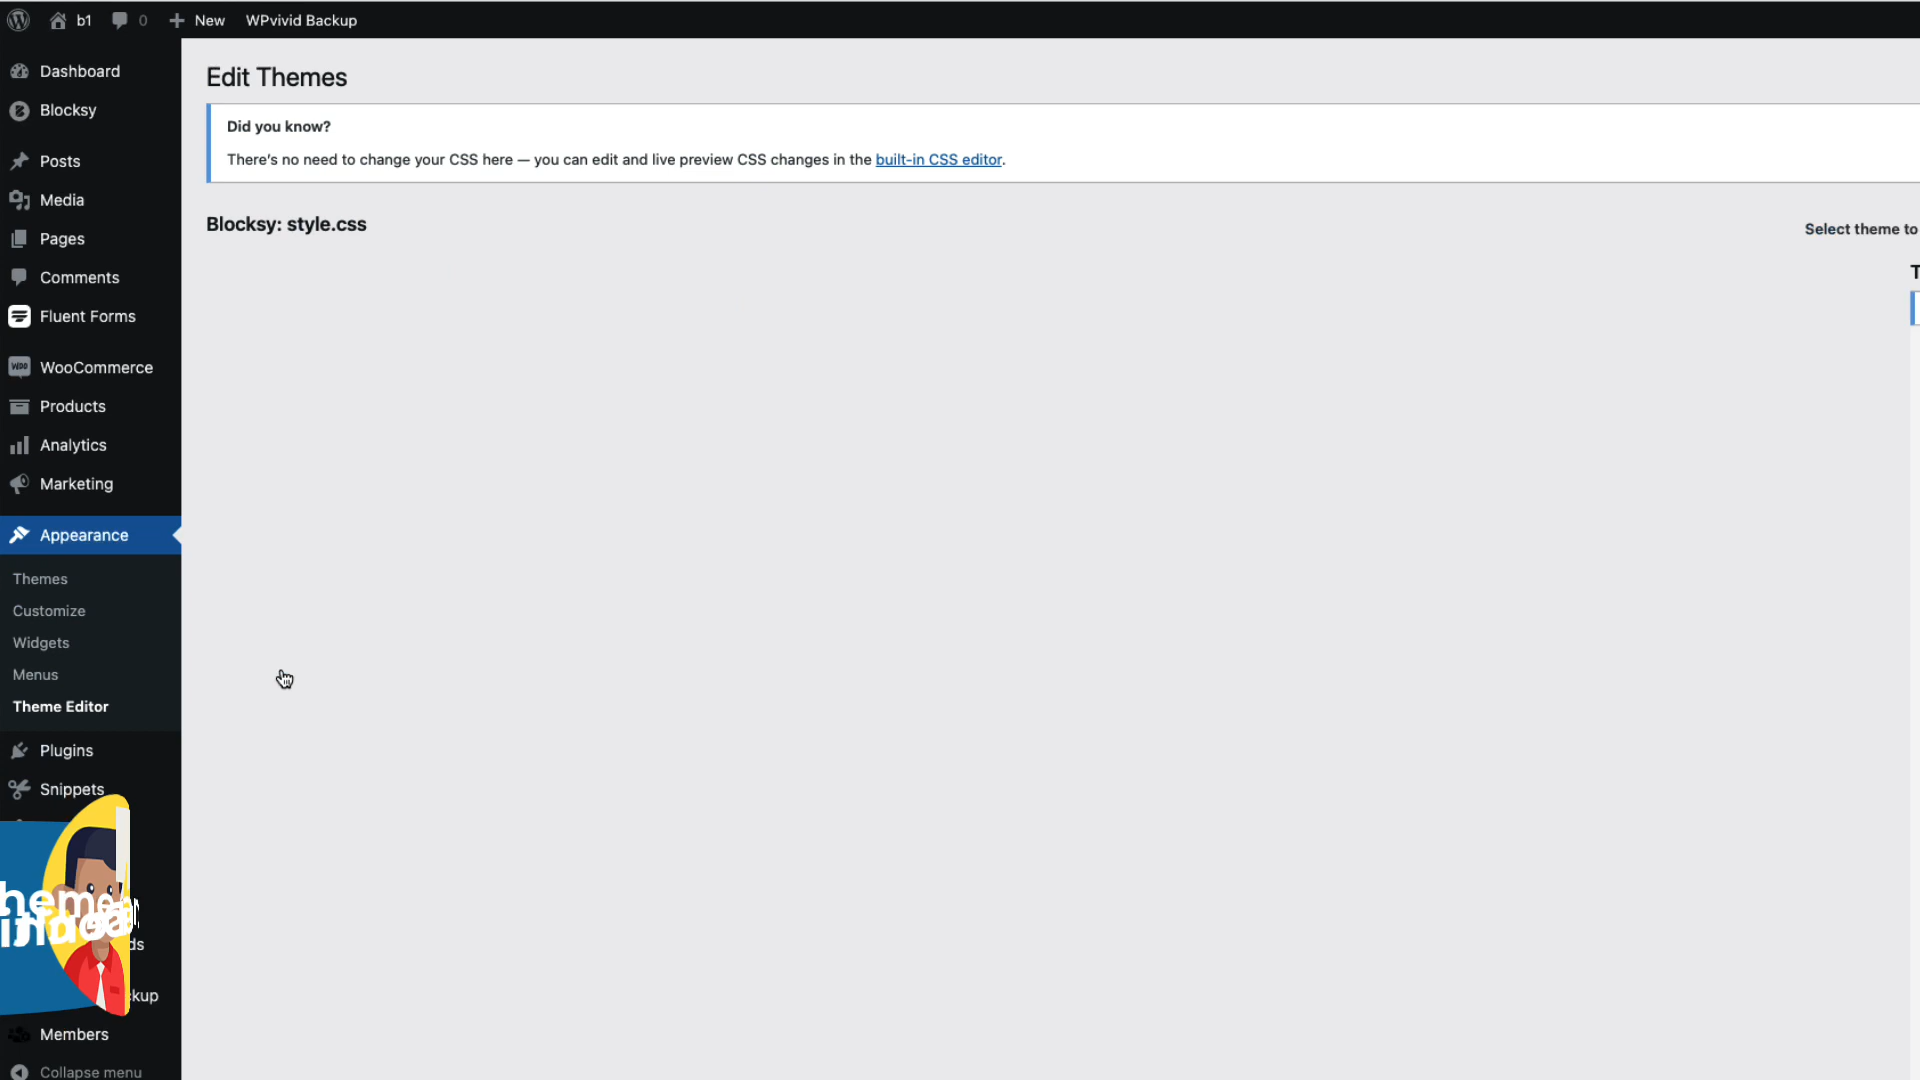 b1
0
New
WPvivid Backup
Dashboard
Blocksy
Posts
Media
Pages
Comments
Fluent Forms
WooCommerce
Products
Analytics
Marketing
Appearance
Themes
Customize
Widgets
Menus
Theme Editor
Plugins
Snippets
Members
Collapse menu
Edit Themes
Did you know?
There's no need to change your CSS here — you can edit and live preview CSS changes in the built-in CSS editor.
Blocksy: style.css
Select theme to